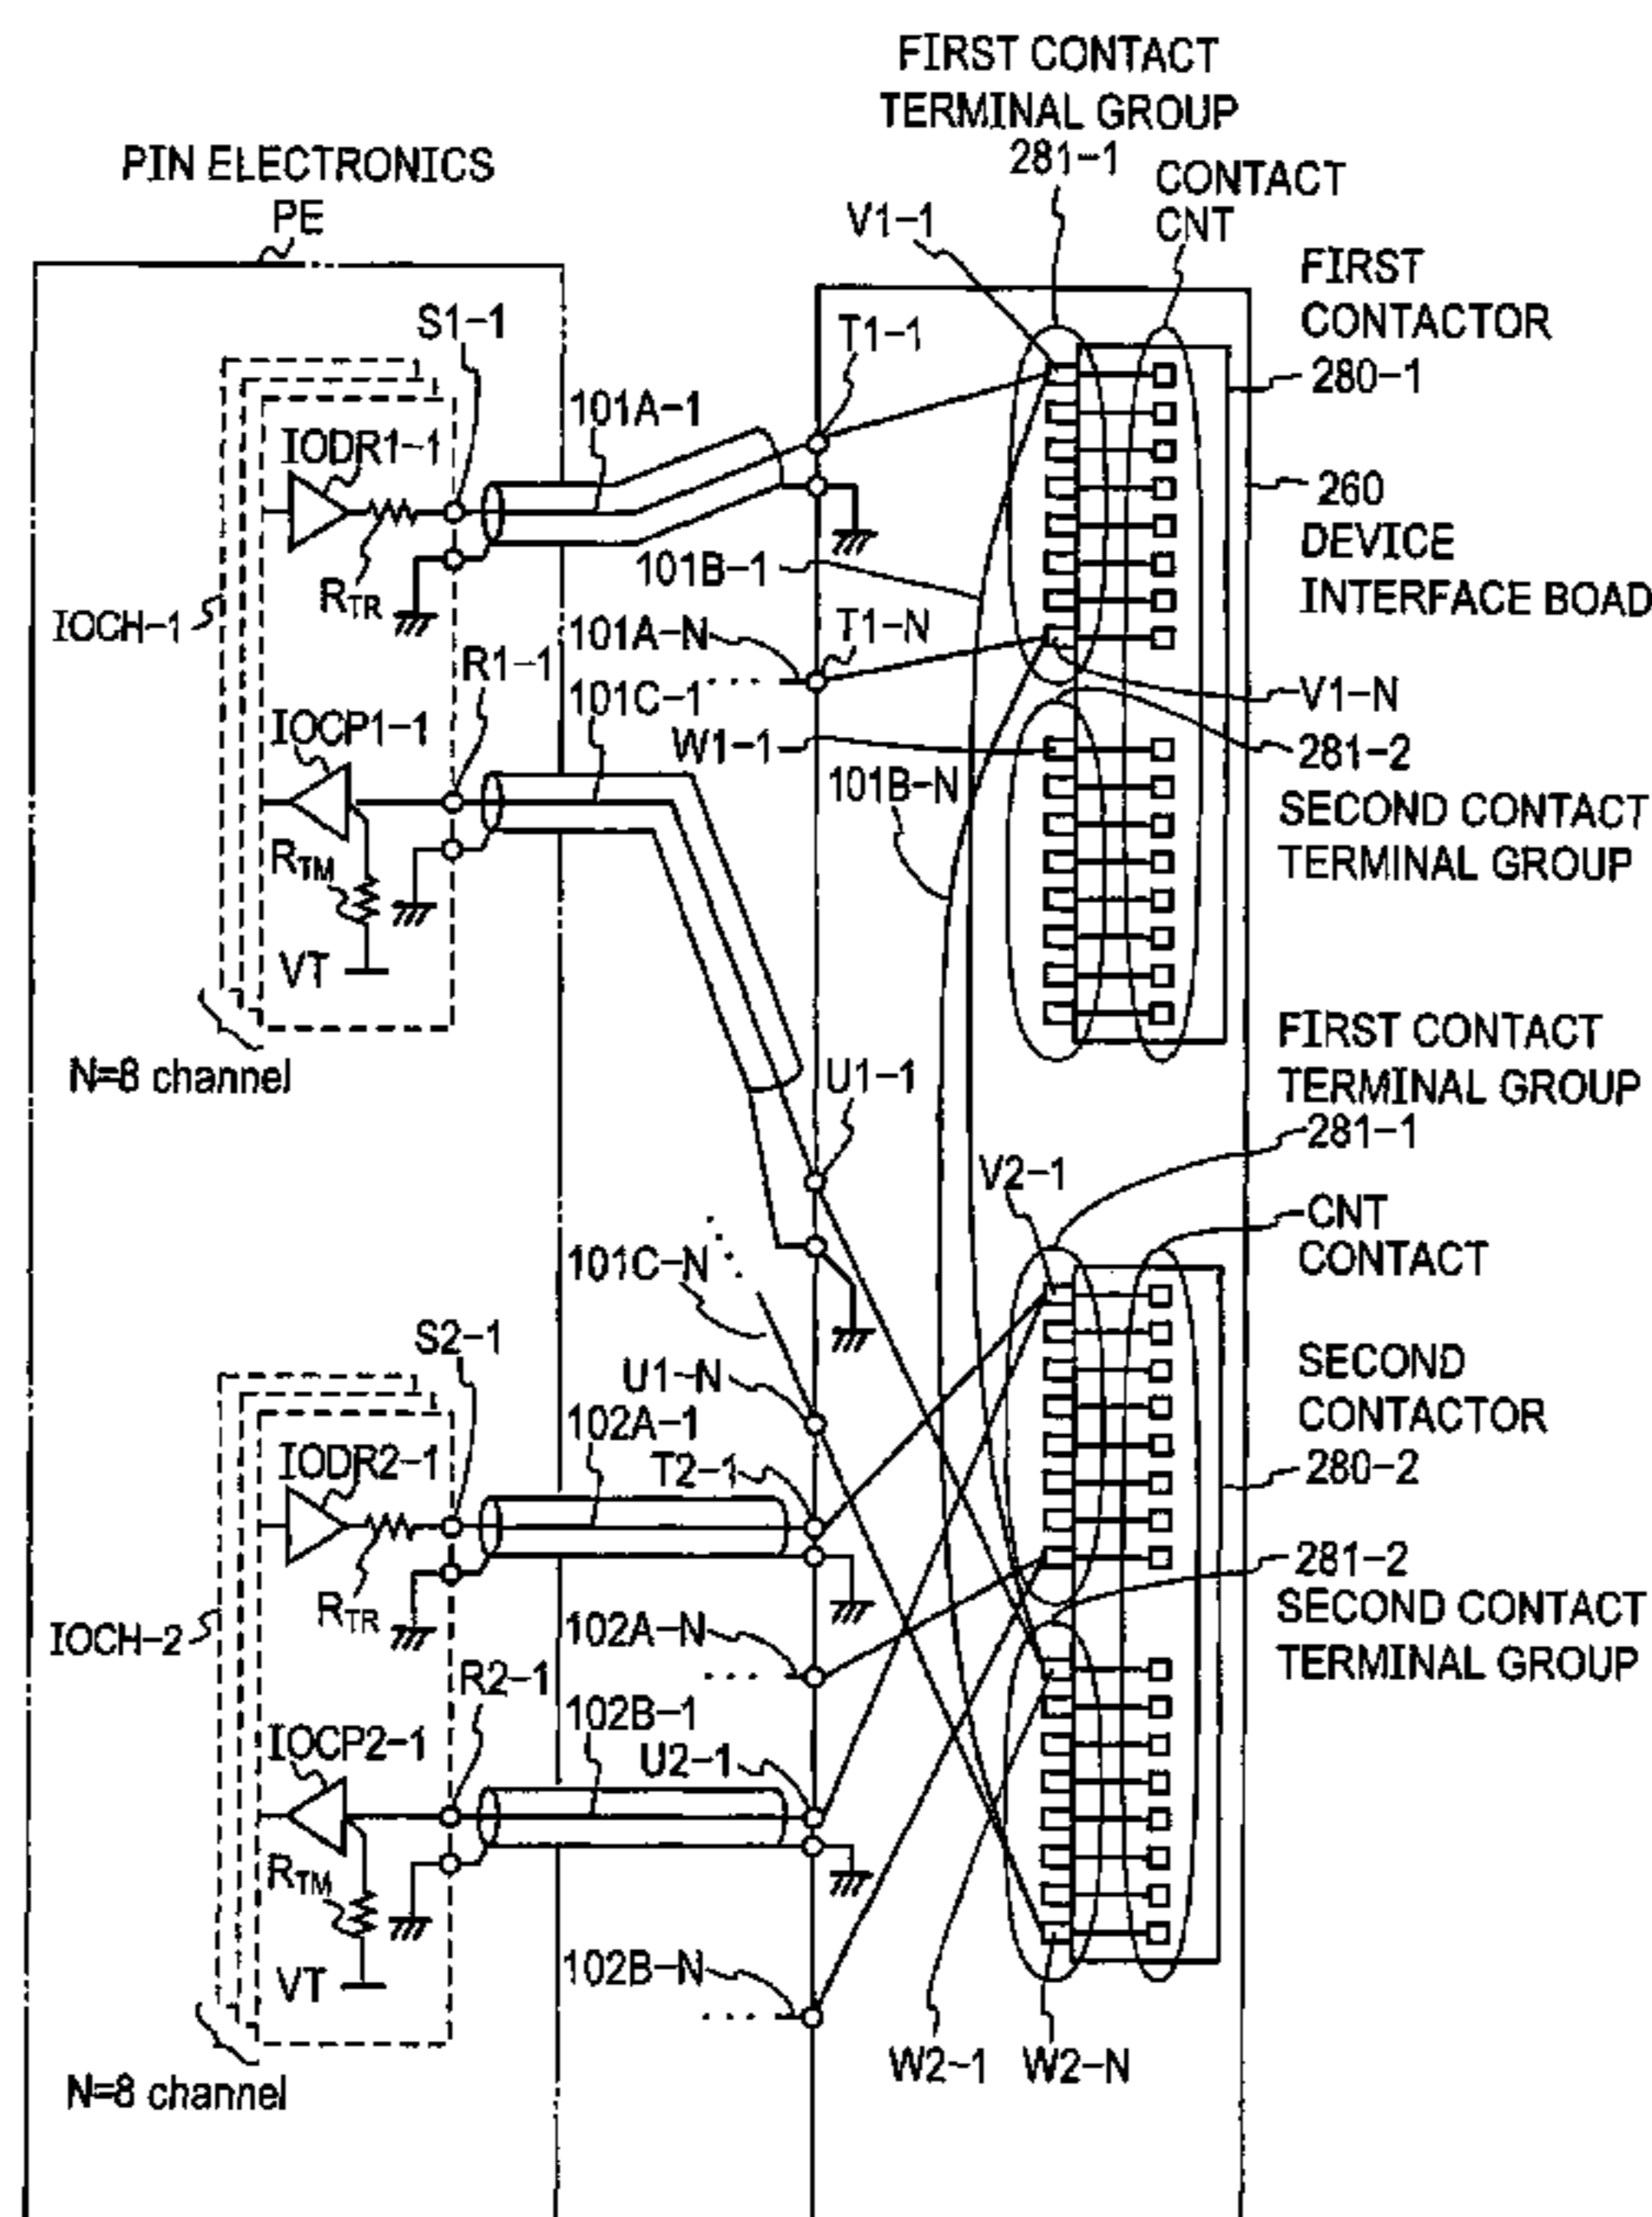 FIRST CONTACT
TERMINAL GROUP
281-1
PIN ELECTRONICS
PE
CONTACT
CNT
V1-1
FIRST
CONTACTOR
280-1
S1-1
T1-1
101A-1
IODR1-1
260
DEVICE
INTERFACE BOAD
RTR
101B-1
IOCH-1
101A-N
T1-N
R1-1
101C-1
V1-N
IOCP1-1
W1-1
281-2
SECOND CONTACT
TERMINAL GROUP
101B-N
RTM
VT
N=8 channel
FIRST CONTACT
TERMINAL GROUP
281-1
U1-1
V2-1
CNT
CONTACT
101C-N
S2-1
SECOND
CONTACTOR
280-2
U1-N
102A-1
IODR2-1
T2-1
281-2
SECOND CONTACT
TERMINAL GROUP
RTR
102A-N
IOCH-2
R2-1
102B-1
IOCP2-1
U2-1
RTM
102B-N
VT
W2-1
W2-N
N=8 channel